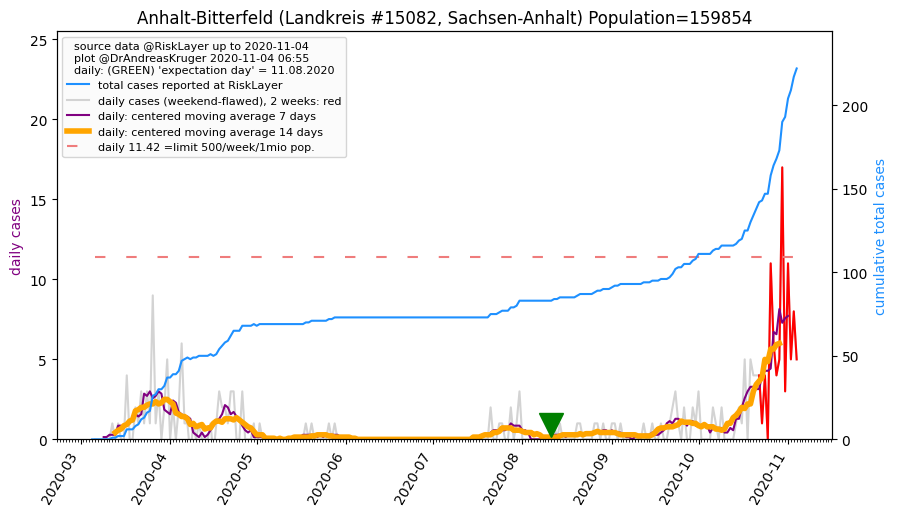 Anhalt-Bitterfeld (Landkreis #15082, Sachsen-Anhalt) Population=159854
source data @RiskLayer up to 2020-11-04
plot @DrAndreasKruger 2020-11-04 06:55
daily: (GREEN) 'expectation day' = 11.08.2020
total cases reported at RiskLayer
daily cases (weekend-flawed), 2 weeks: red
daily: centered moving average 7 days
daily: centered moving average 14 days
daily 11.42 =limit 500/week/1mio pop.
daily cases
25
20
15
10
5
0
cumulative total cases
200
150
100
50
0
2020-03
2020-04
2020-05
2020-06
2020-07
2020-08
2020-09
2020-10
2020-11